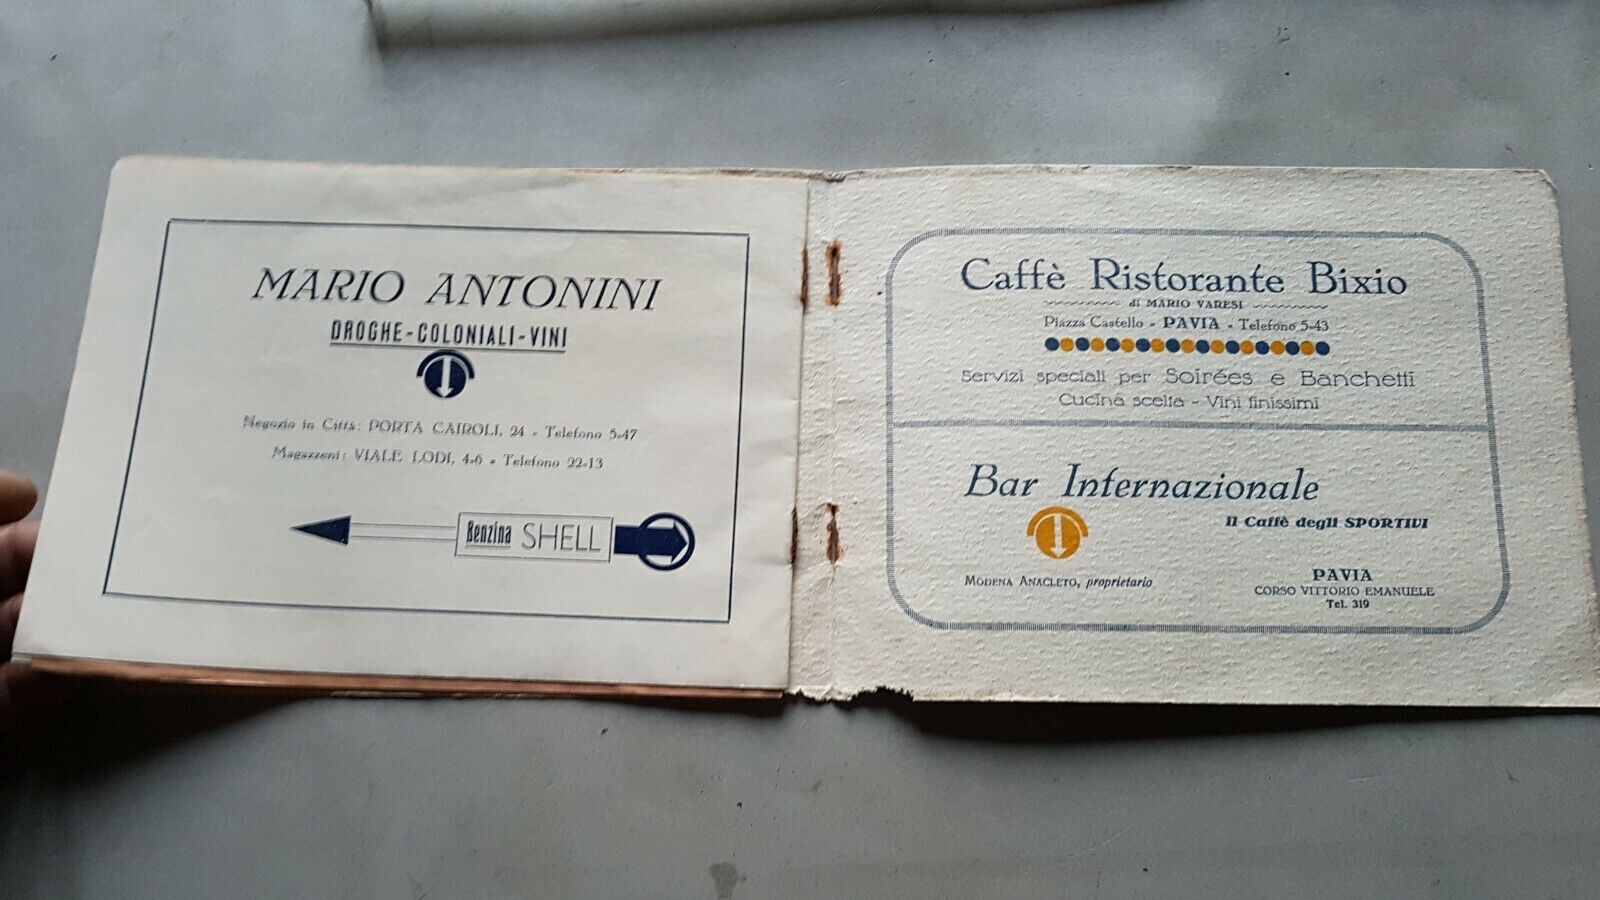 MARIO ANTONINI
DROGHE-COLONIALI-VINI
Negozio in Città: PORTA CAIROLI, 24 - Telefono 5-47
Magazzeni: VIALE LODI, 4-6 - Telefono 22-13
Benzina SHELL
Caffè Ristorante Bixio
di MARIO VARESI
Piazza Castello - PAVIA - Telefono 5-43
Servizi speciali per Soirées e Banchetti
Cucina scelta - Vini finissimi
Bar Internazionale
Il Caffè degli SPORTIVI
MODENA ANACLETO, proprietario
PAVIA
CORSO VITTORIO EMANUELE
Tel. 319